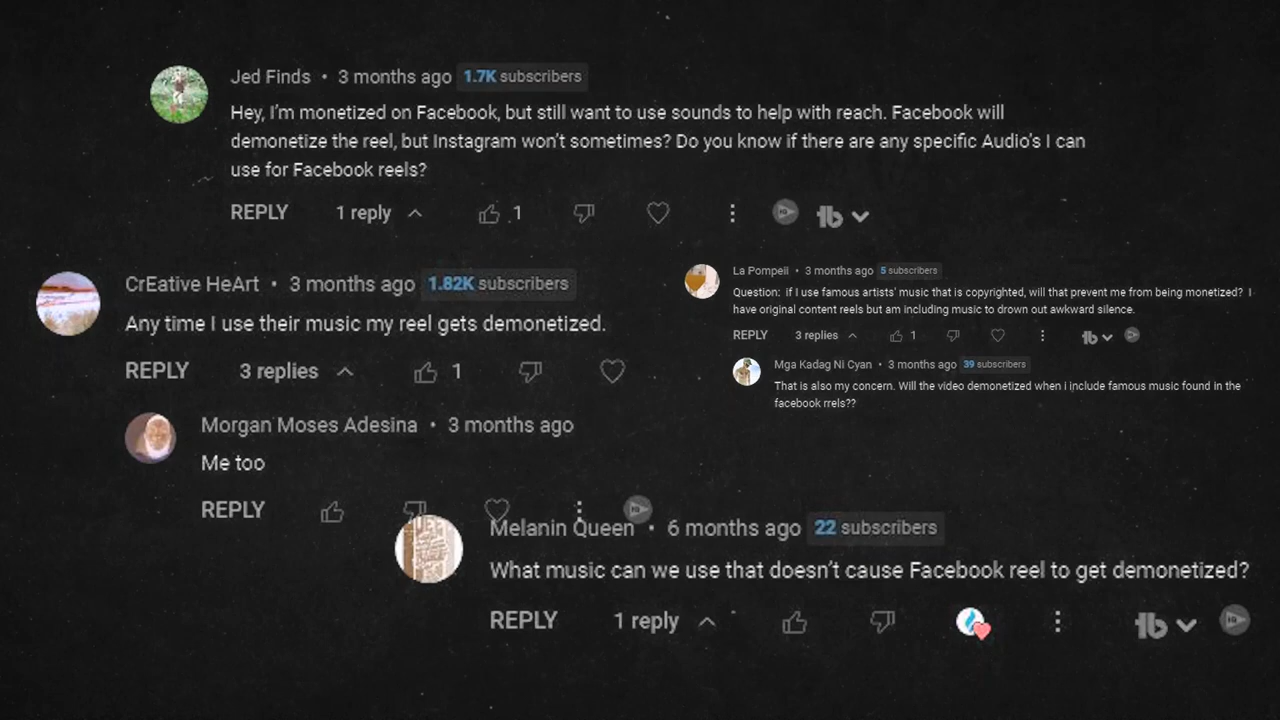 Jed Finds • 3 months ago 1.7K subscribers
Hey, I'm monetized on Facebook, but still want to use sounds to help with reach. Facebook will
demonetize the reel, but Instagram won't sometimes? Do you know if there are any specific Audio's I can
use for Facebook reels?
REPLY 1 reply 1 tb
CrEative HeArt • 3 months ago 1.82K subscribers
Any time I use their music my reel gets demonetized.
REPLY 3 replies 1
Morgan Moses Adesina • 3 months ago
Me too
REPLY
La Pompeii • 3 months ago 5 subscribers
Question: if I use famous artists' music that is copyrighted, will that prevent me from being monetized? I
have original content reels but am including music to drown out awkward silence.
REPLY 3 replies 1 tb
Mga Kadag Ni Cyan • 3 months ago 39 subscribers
That is also my concern. Will the video demonetized when i include famous music found in the
facebook rrels??
Melanin Queen • 6 months ago 22 subscribers
What music can we use that doesn't cause Facebook reel to get demonetized?
REPLY 1 reply tb